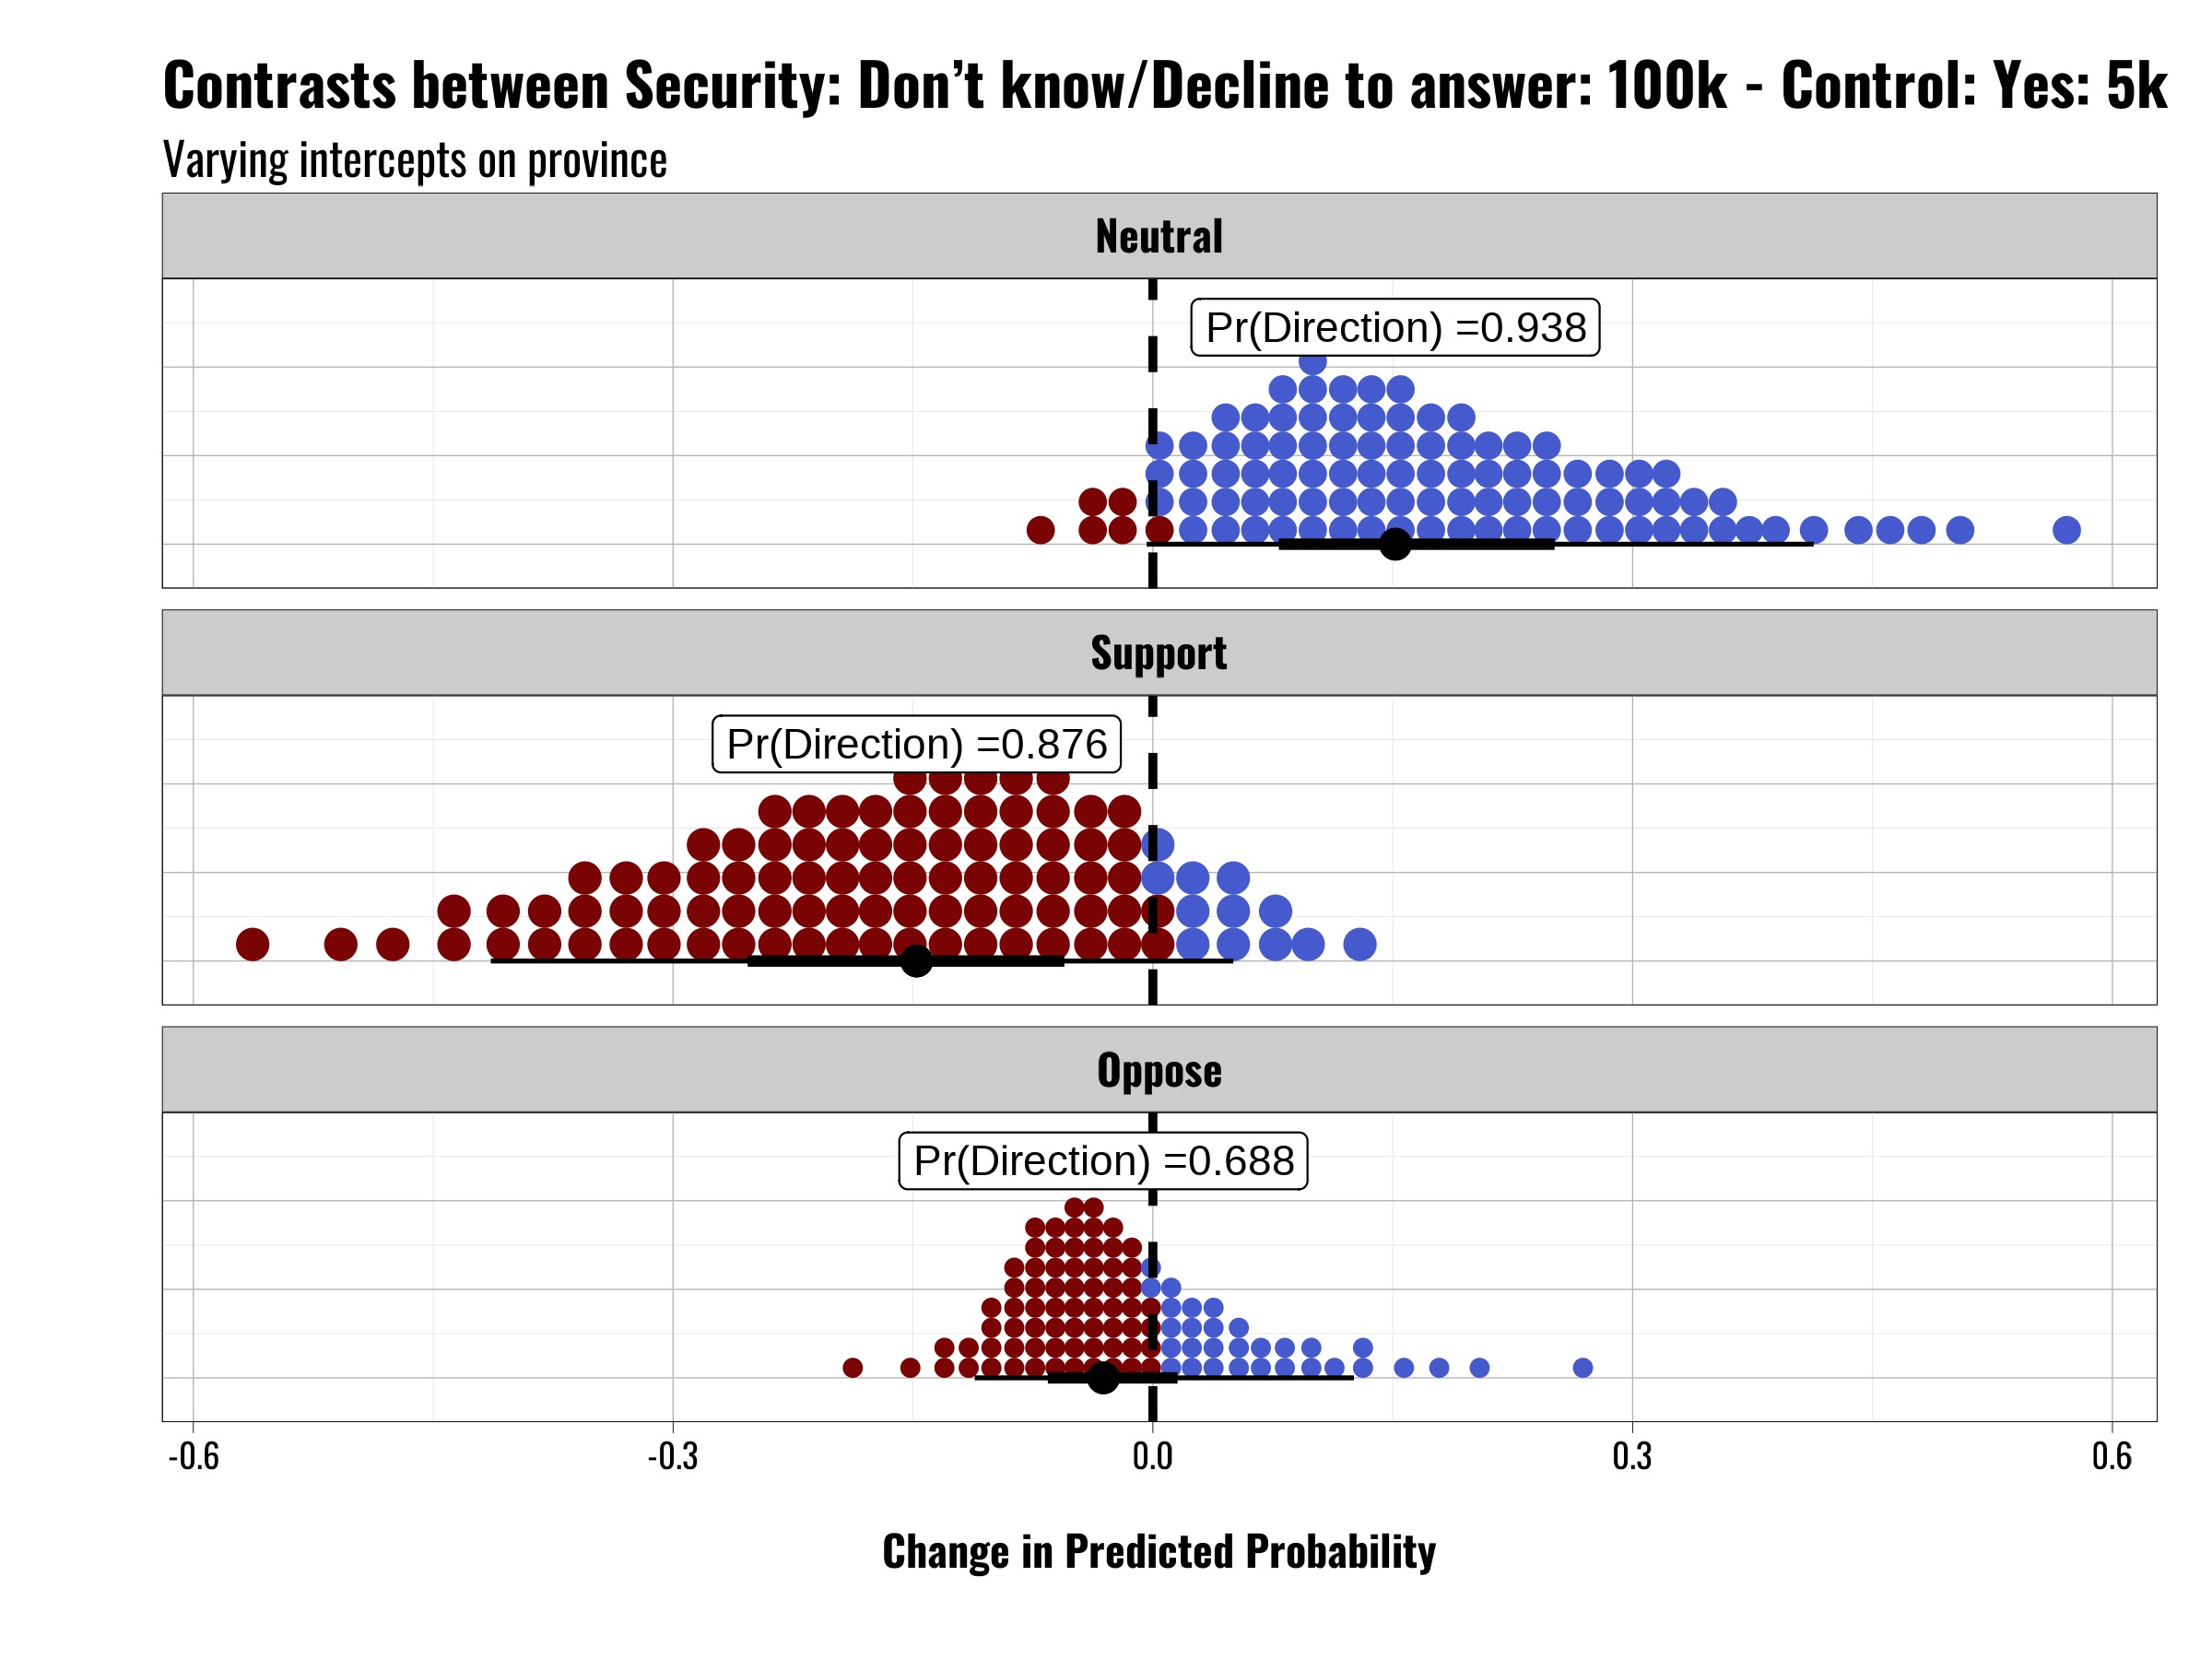 Contrasts between Security: Don’t know/Decline to answer: 100k - Control: Yes: 5k
Varying intercepts on province
Neutral
Pr(Direction) =0.938
Support
Pr(Direction) =0.876
Oppose
Pr(Direction) =0.688
-0.6 -0.3 0.0 0.3 0.6
Change in Predicted Probability